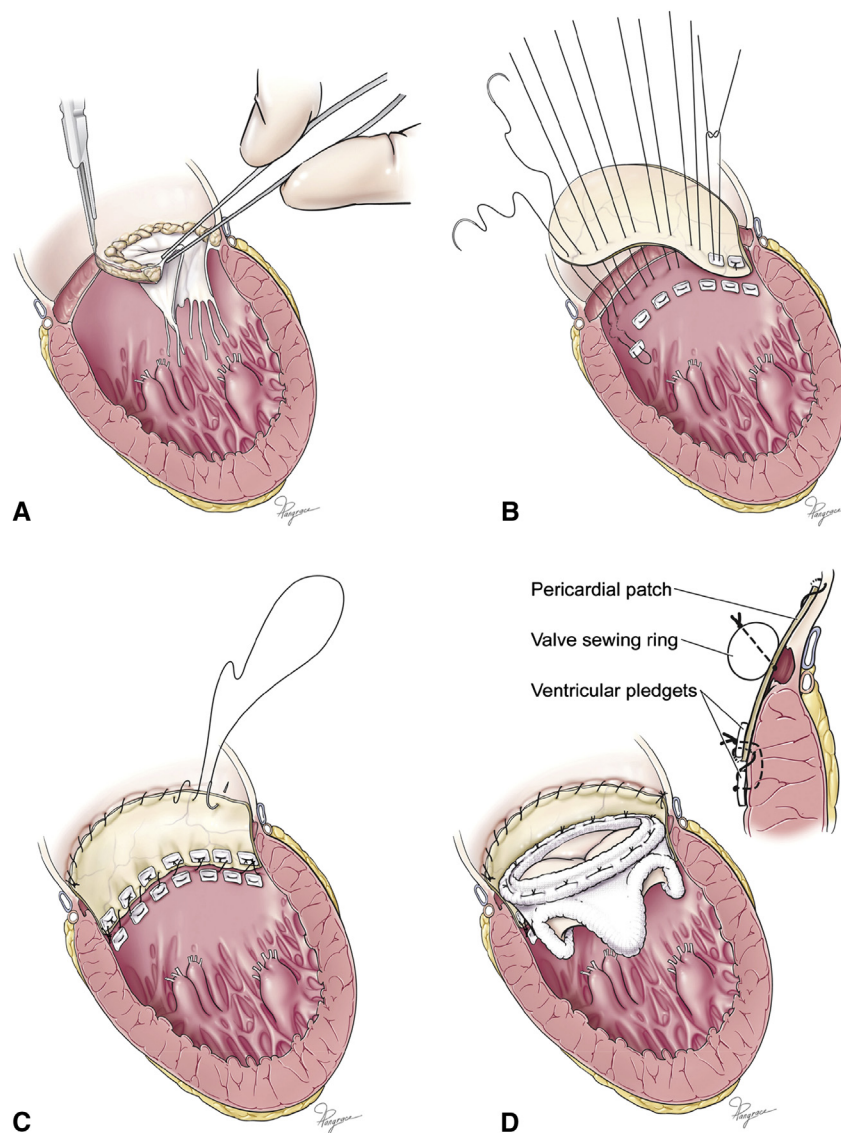 A
B
Pericardial patch
Valve sewing ring
Ventricular pledgets
C
D